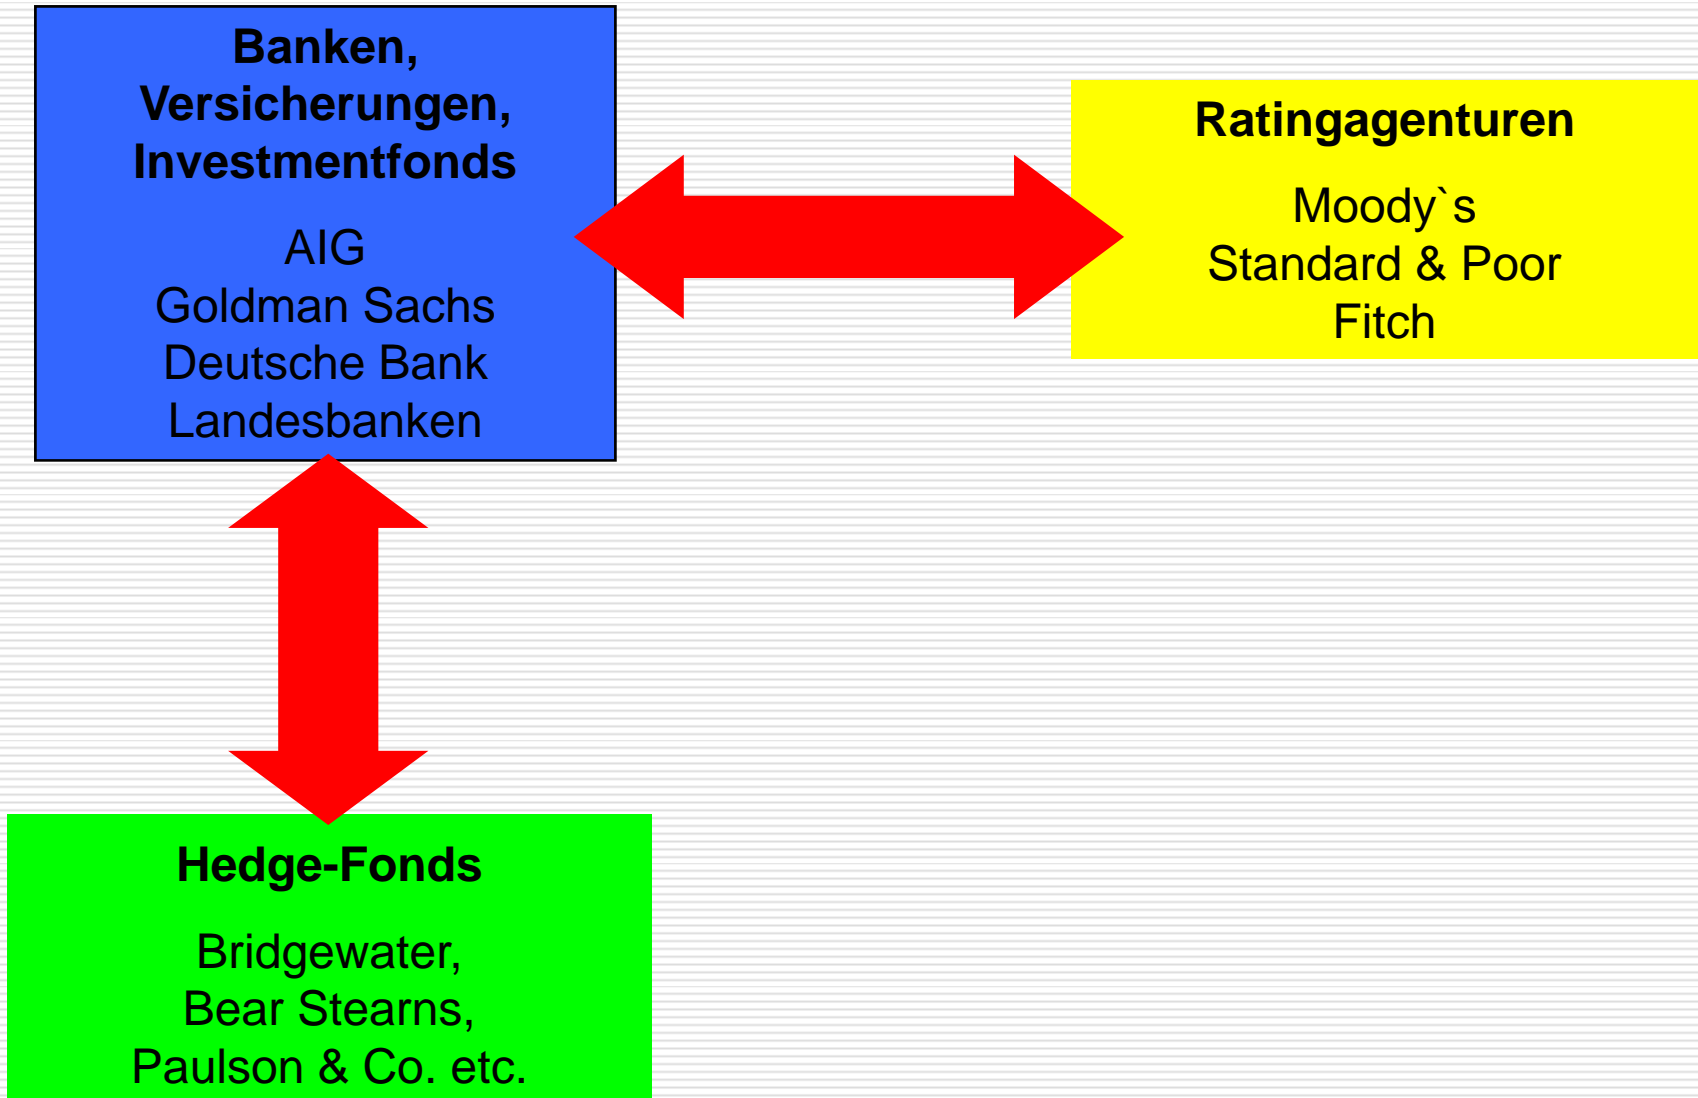 Banken,
Versicherungen,
Investmentfonds
AIG
Goldman Sachs
Deutsche Bank
Landesbanken
Ratingagenturen
Moody`s
Standard & Poor
Fitch
Hedge-Fonds
Bridgewater,
Bear Stearns,
Paulson & Co. etc.